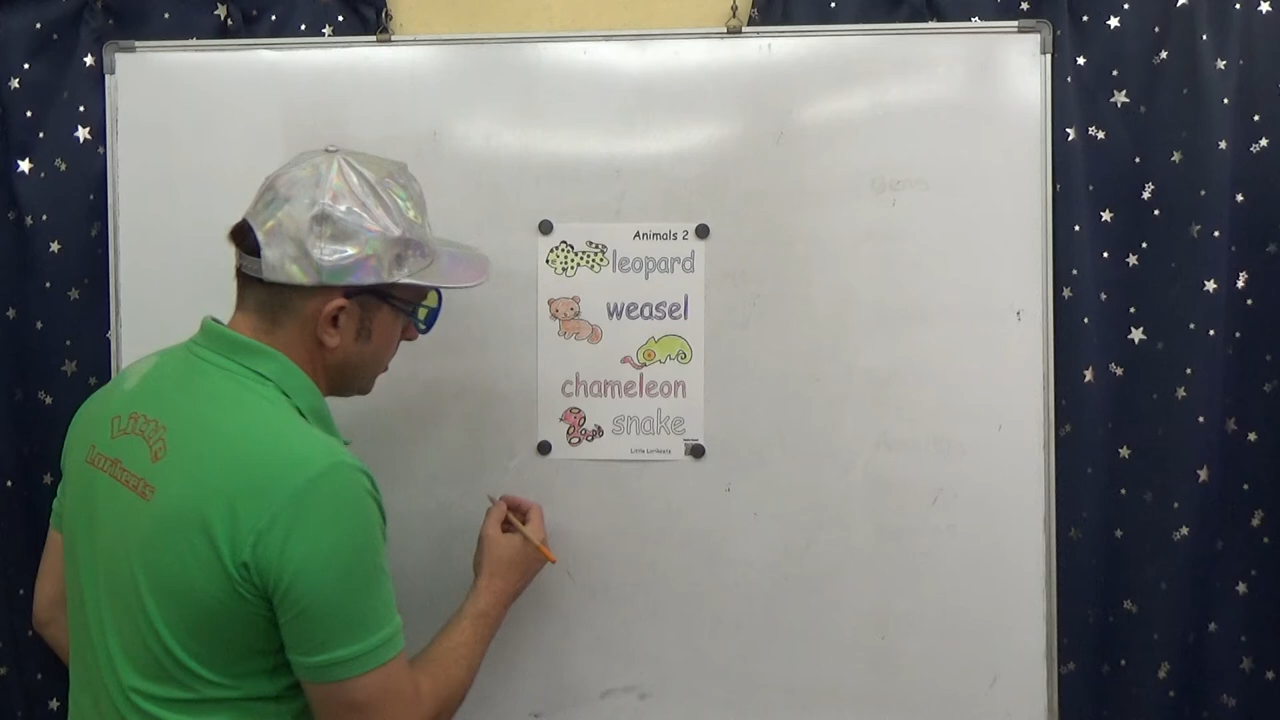 Animals 2
leopard
weasel
chameleon
snake
Little Lorikeets
Little
Lorikeets